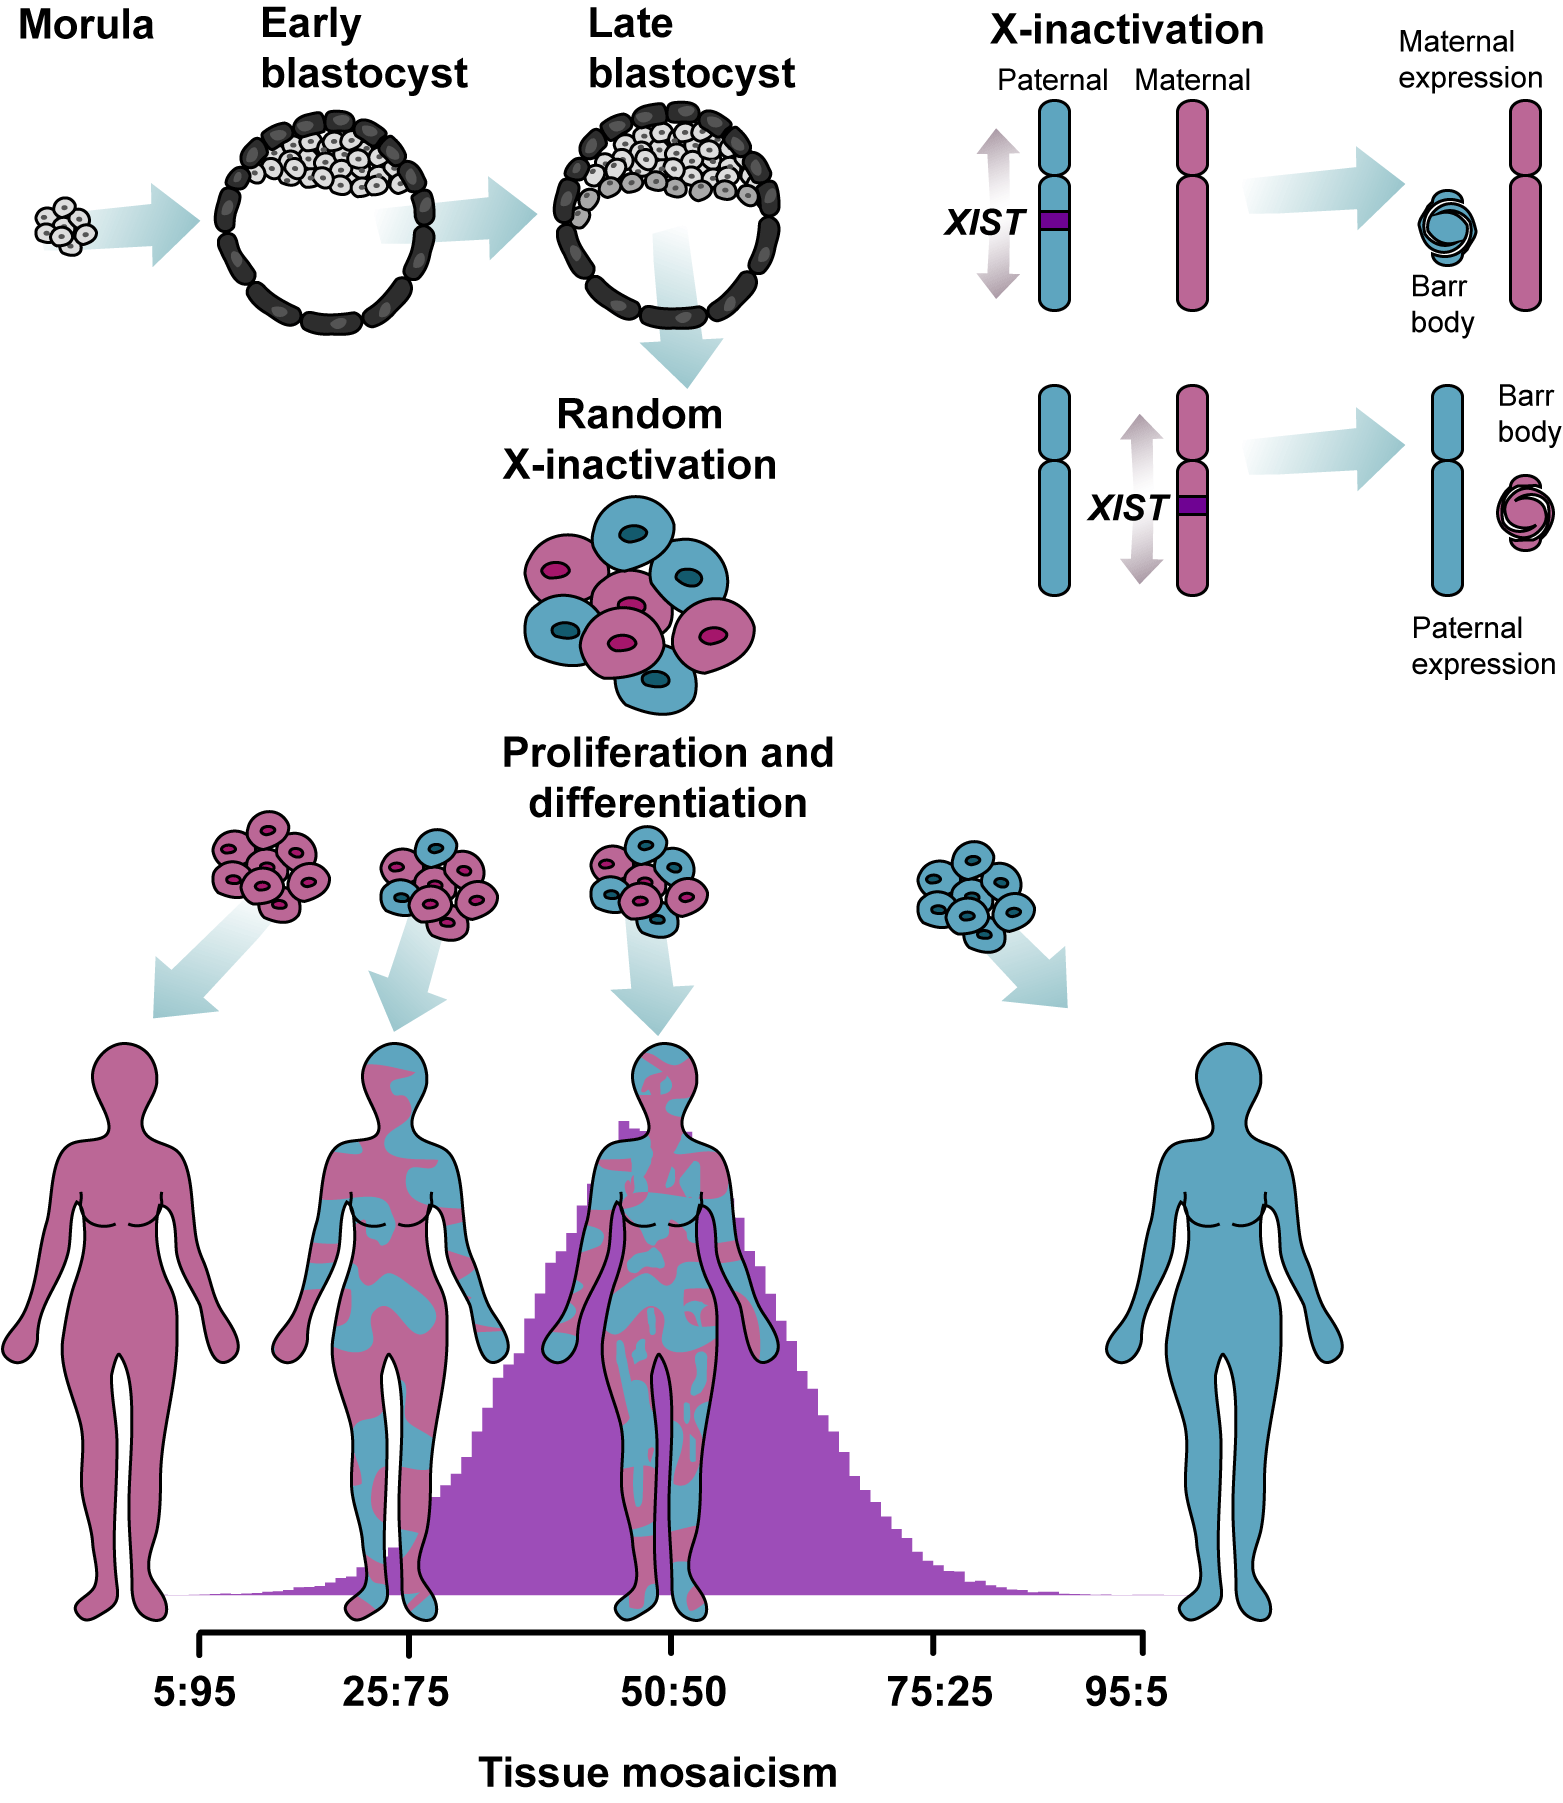 Morula
Early
blastocyst
Late
blastocyst
X-inactivation
Paternal
Maternal
XIST
Maternal
expression
Barr
body
XIST
Barr
body
Paternal
expression
Random
X-inactivation
Proliferation and
differentiation
5:95
25:75
50:50
75:25
95:5
Tissue mosaicism